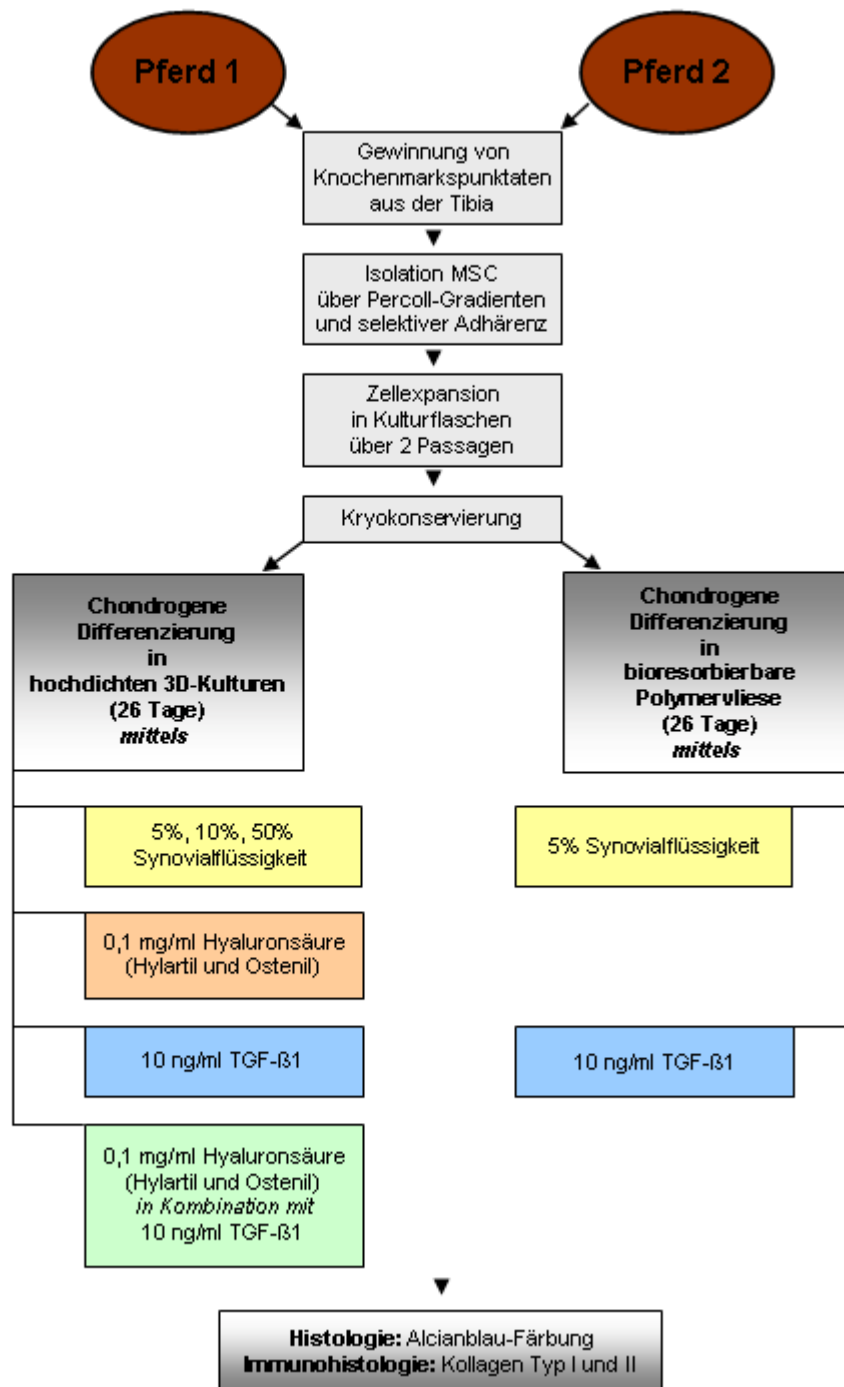 Pferd 1
Pferd 2
Gewinnung von
Knochenmarkspunktaten
aus der Tibia
Isolation MSC
über Percoll-Gradienten
und selektiver Adhärenz
Zellexpansion
in Kulturflaschen
über 2 Passagen
Kryokonservierung
Chondrogene
Differenzierung
in
hochdichten 3D-Kulturen
(26 Tage)
mittels
Chondrogene
Differenzierung
in
bioresorbierbare
Polymervliese
(26 Tage)
mittels
5%, 10%, 50%
Synovialflüssigkeit
5% Synovialflüssigkeit
0,1 mg/ml Hyaluronsäure
(Hylartil und Ostenil)
10 ng/ml TGF-ß1
10 ng/ml TGF-ß1
0,1 mg/ml Hyaluronsäure
(Hylartil und Ostenil)
in Kombination mit
10 ng/ml TGF-ß1
Histologie: Alcianblau-Färbung
Immunohistologie: Kollagen Typ I und II